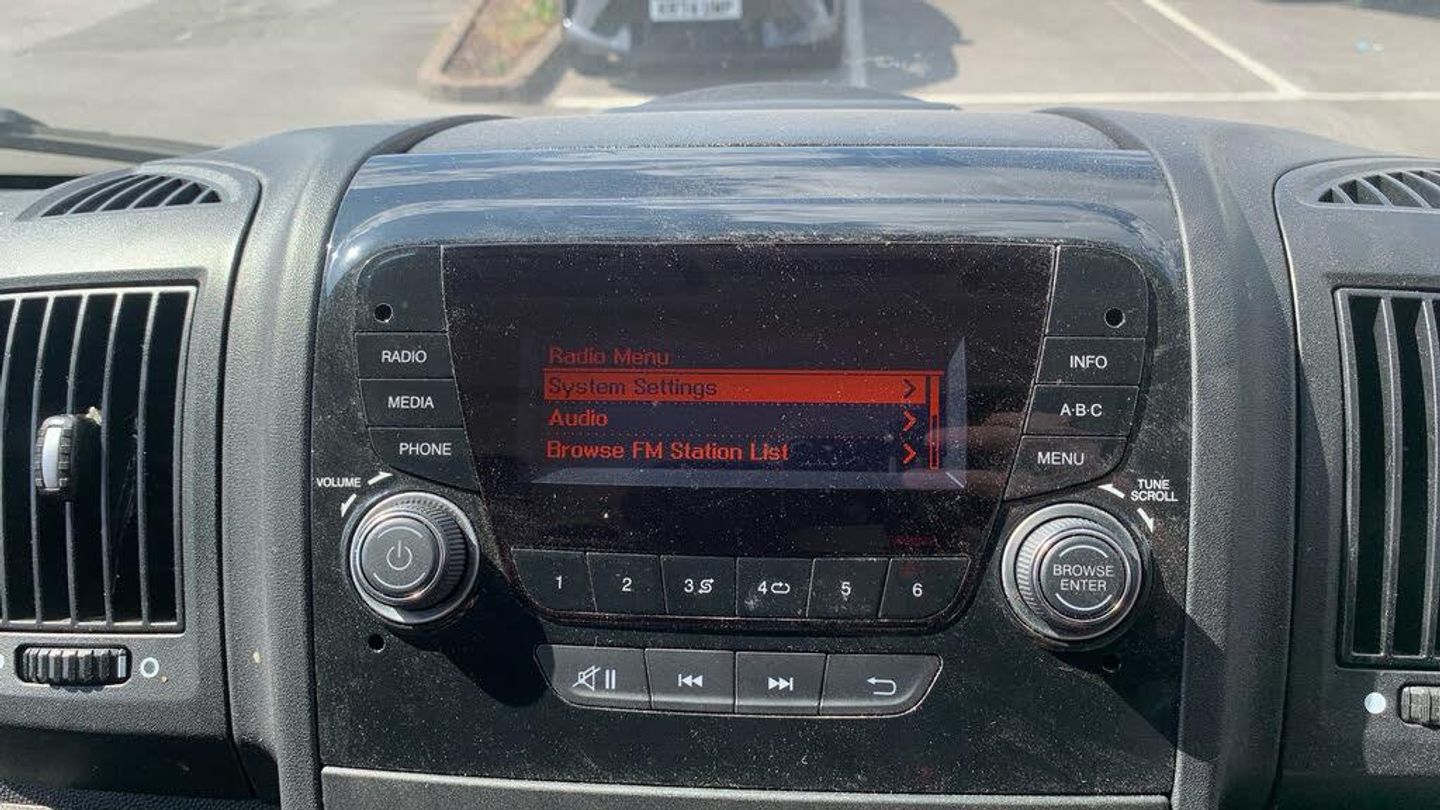 RADIO
MEDIA
PHONE
VOLUME
Radio Menu
System Settings
Audio
Browse FM Station List
INFO
A·B·C
MENU
TUNE
SCROLL
BROWSE
ENTER
1 2 3 4 5 6